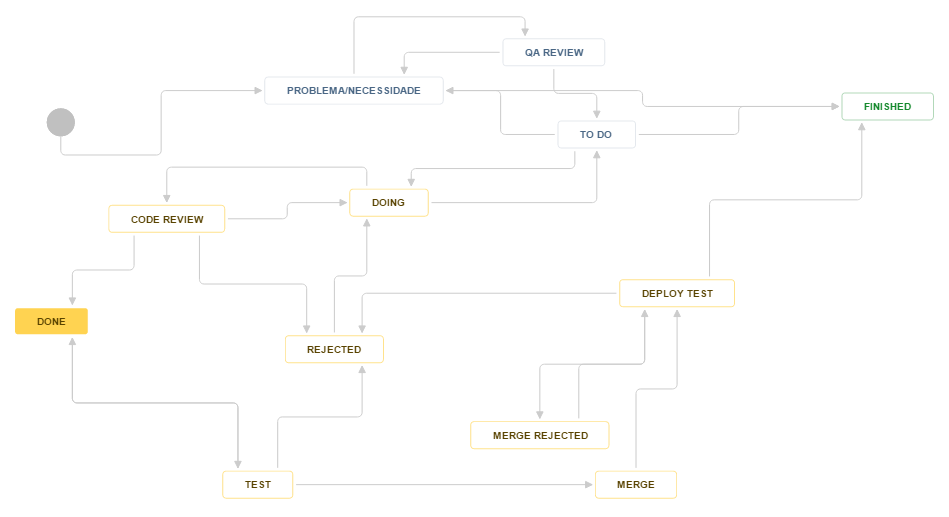 QA REVIEW
PROBLEMA/NECESSIDADE
FINISHED
TO DO
DOING
CODE REVIEW
DEPLOY TEST
DONE
REJECTED
MERGE REJECTED
TEST
MERGE